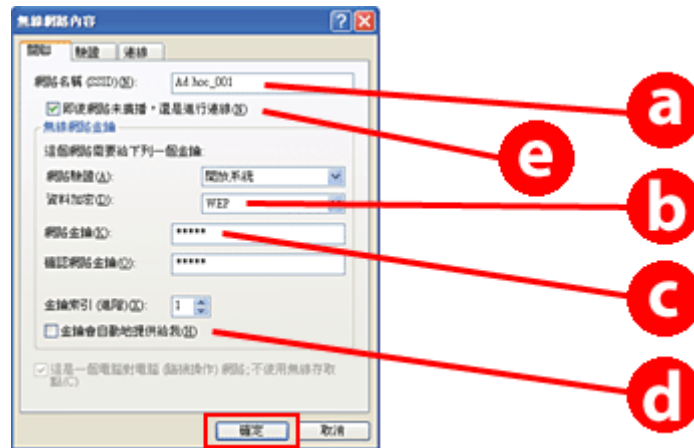 無線網路內容
關聯 驗證 連線
網路名稱 (SSID)(N): Ad hoc_001
a
即使網路未廣播，還是進行連線(N)
e
無線網路金鑰
這個網路需要給下列一個金鑰:
網路驗證(A): 開放系統
資料加密(D): WEP
b
網路金鑰(K): *****
c
確認網路金鑰(O): *****
金鑰索引 (進階)(X): 1
金鑰會自動地提供給我(H)
d
這是一個電腦對電腦 (臨機操作) 網路;不使用無線存取
點(C)
確定 取消